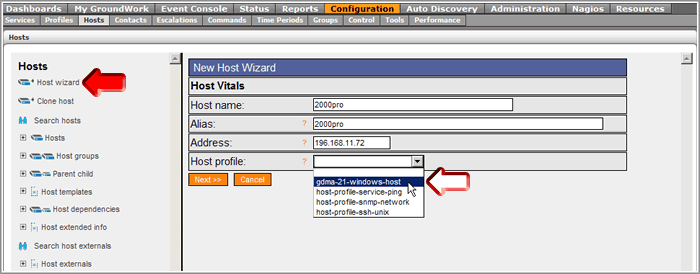 Dashboards My GroundWork Event Console Status Reports Configuration Auto Discovery Administration Nagios Resources
Services Profiles Hosts Contacts Escalations Commands Time Periods Groups Control Tools Performance
Hosts
Hosts
Host wizard
Clone host
Search hosts
Hosts
Host groups
Parent child
Host templates
Host dependencies
Host extended info
Search host externals
Host externals
New Host Wizard
Host Vitals
Host name: 2000pro
Alias: ? 2000pro
Address: ? 196.168.11.72
Host profile: ?
gdma-21-windows-host
host-profile-service-ping
host-profile-snmp-network
host-profile-ssh-unix
Next >> Cancel